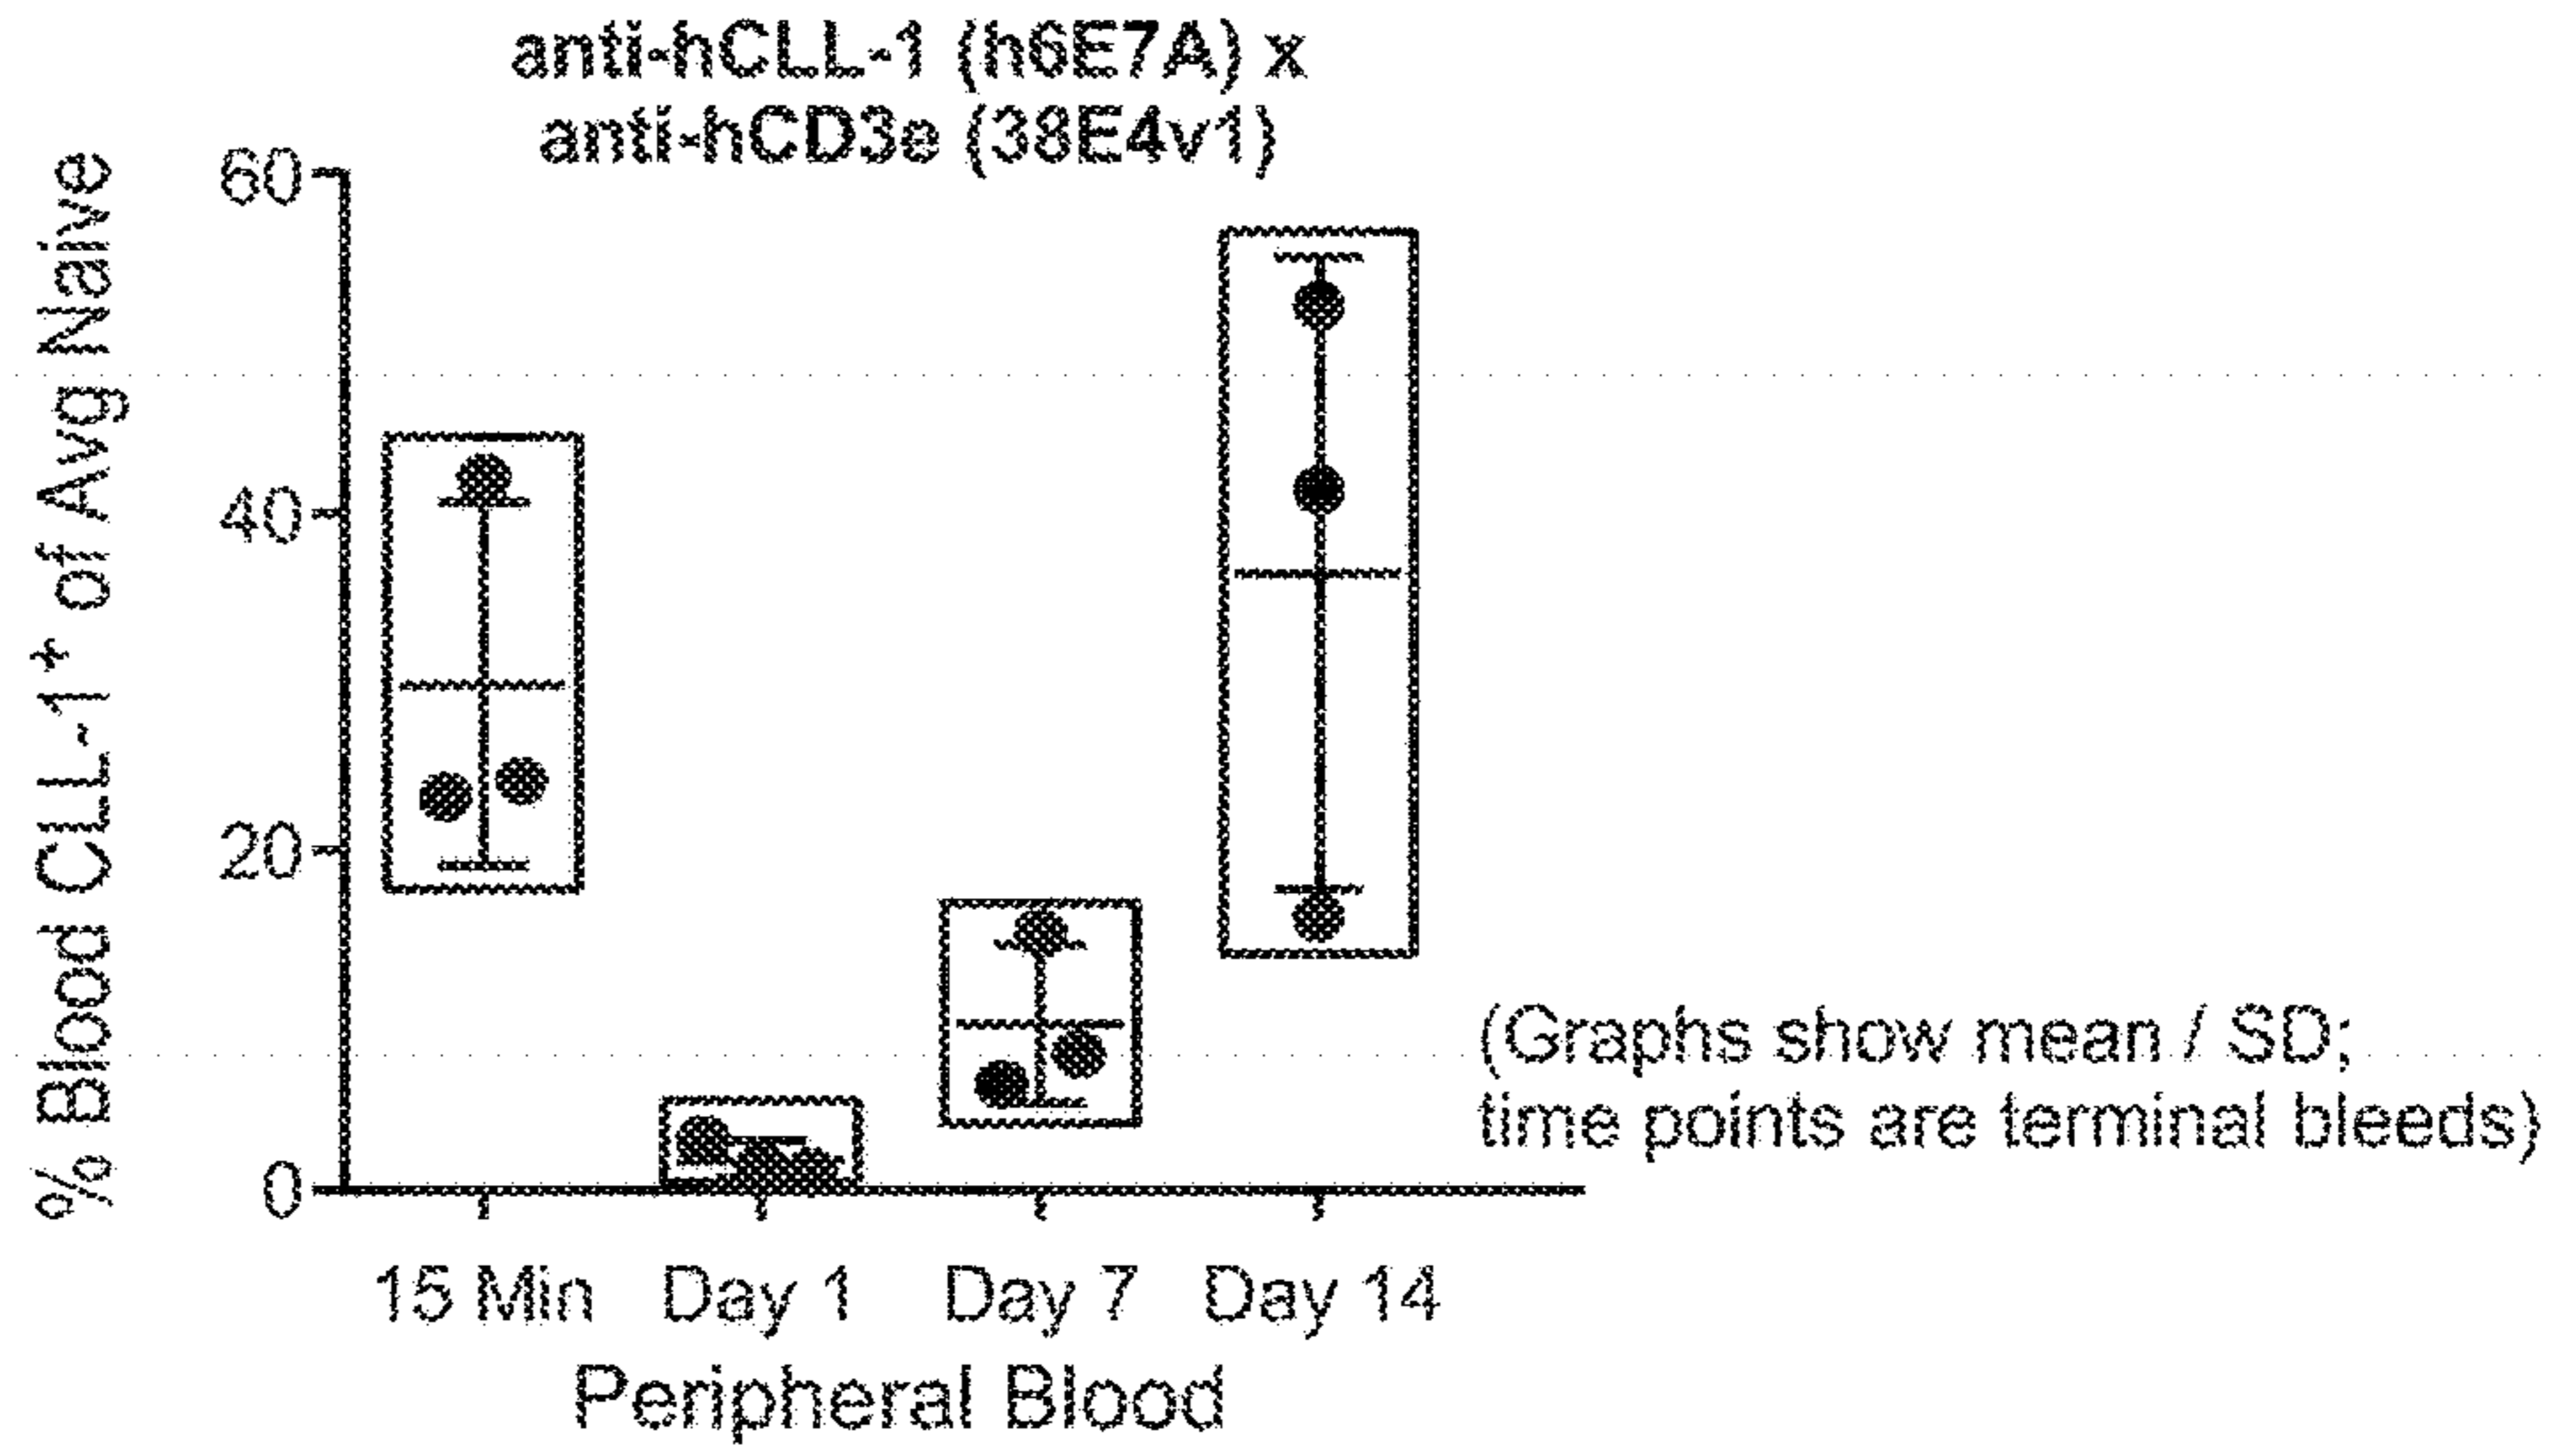 anti-hCLL-1 (h6E7A) x
anti-hCD3e (38E4v1)
% Blood CLL-1⁺ of Avg Naive
60
40
20
0
15 Min Day 1 Day 7 Day 14
Peripheral Blood
(Graphs show mean / SD;
time points are terminal bleeds)